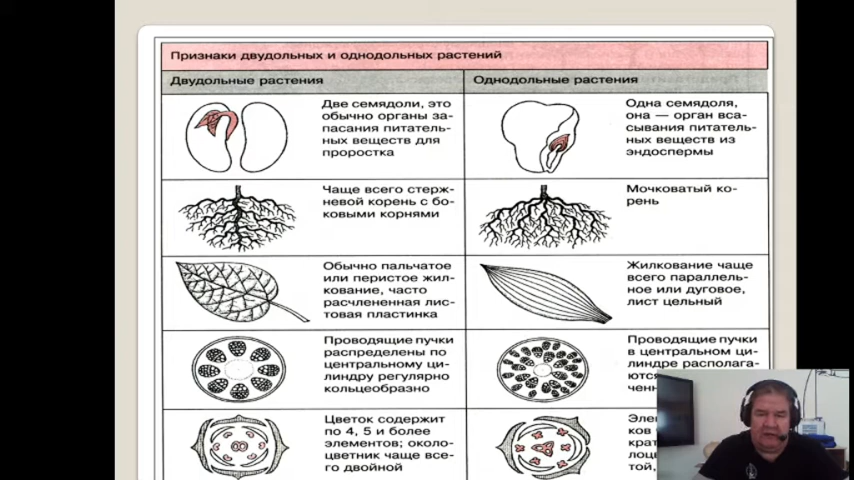 Признаки двудольных и однодольных растений
Двудольные растения
Однодольные растения
Две семядоли, это
обычно органы за-
пасания питатель-
ных веществ для
проростка
Одна семядоля,
она — орган вса-
сывания питатель-
ных веществ из
эндоспермы
Чаще всего стерж-
невой корень с бо-
ковыми корнями
Мочковатый ко-
рень
Обычно пальчатое
или перистое жил-
кование, часто
расчлененная лис-
товая пластинка
Жилкование чаще
всего параллель-
ное или дуговое,
лист цельный
Проводящие пучки
распределены по
центральному ци-
линдру регулярно
кольцеобразно
Проводящие пучки
в центральном ци-
линдре располага-
Цветок содержит
по 4, 5 и более
элементов; около-
цветник чаще все-
го двойной